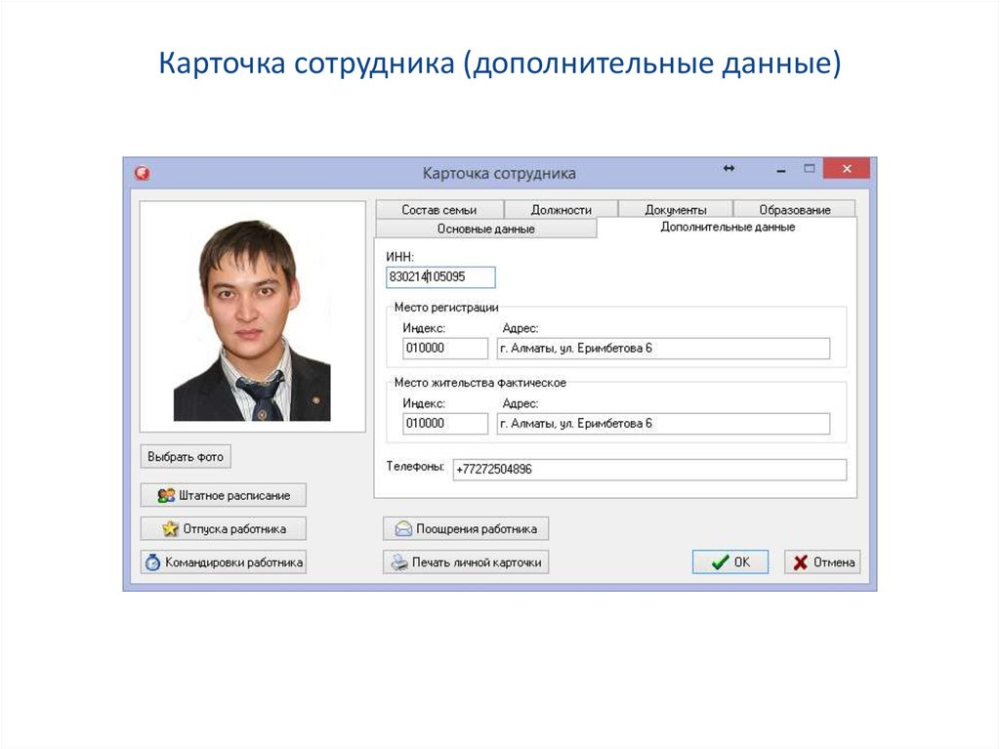 Карточка сотрудника (дополнительные данные)
Карточка сотрудника
Состав семьи Должности Документы Образование
Основные данные Дополнительные данные
ИНН:
830214105095
Место регистрации
Индекс: Адрес:
010000 г. Алматы, ул. Еримбетова 6
Место жительства фактическое
Индекс: Адрес:
010000 г. Алматы, ул. Еримбетова 6
Телефоны: +77272504896
Выбрать фото
Штатное расписание
Отпуска работника Поощрения работника
Командировки работника Печать личной карточки OK Отмена